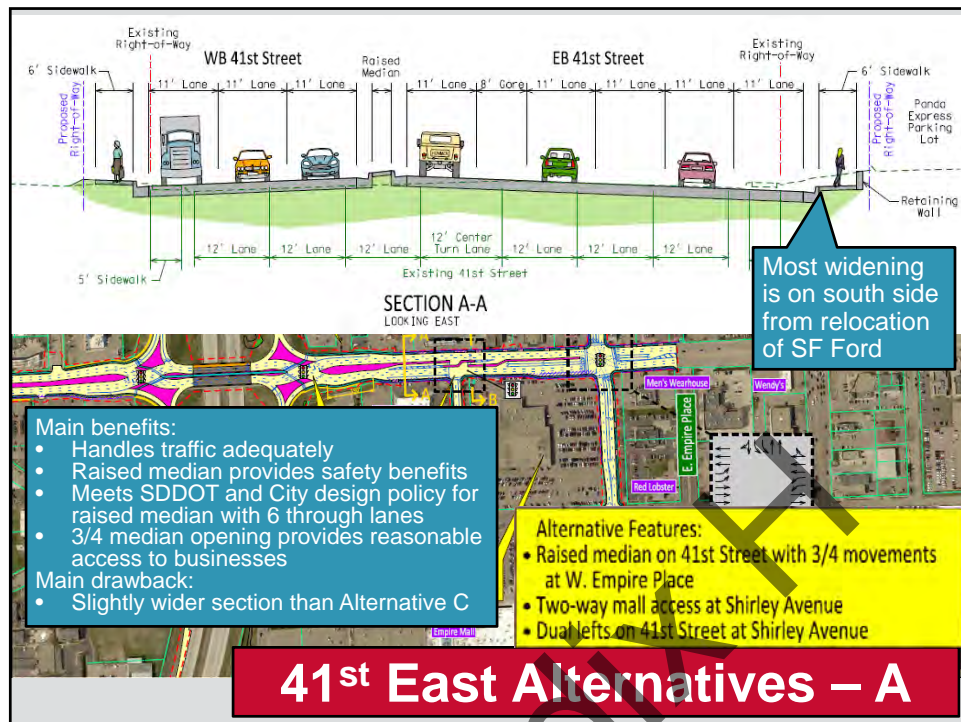 Existing
Right-of-Way
WB 41st Street
Raised
Median
EB 41st Street
Existing
Right-of-Way
6' Sidewalk
11' Lane
11' Lane
11' Lane
11' Lane
8' Gore
11' Lane
11' Lane
11' Lane
11' Lane
6' Sidewalk
Proposed
Right-of-Way
Proposed
Right-of-Way
Panda
Express
Parking
Lot
Retaining
Wall
5' Sidewalk
12' Lane
12' Lane
12' Lane
12' Center
Turn Lane
12' Lane
12' Lane
12' Lane
Existing 41st Street
SECTION A-A
LOOKING EAST
Most widening
is on south side
from relocation
of SF Ford
A
B
Men's Wearhouse
Wendy's
E. Empire Place
Red Lobster
Empire Mall
Main benefits:
• Handles traffic adequately
• Raised median provides safety benefits
• Meets SDDOT and City design policy for
raised median with 6 through lanes
• 3/4 median opening provides reasonable
access to businesses
Main drawback:
• Slightly wider section than Alternative C
Alternative Features:
• Raised median on 41st Street with 3/4 movements
at W. Empire Place
• Two-way mall access at Shirley Avenue
• Dual lefts on 41st Street at Shirley Avenue
41st East Alternatives – A